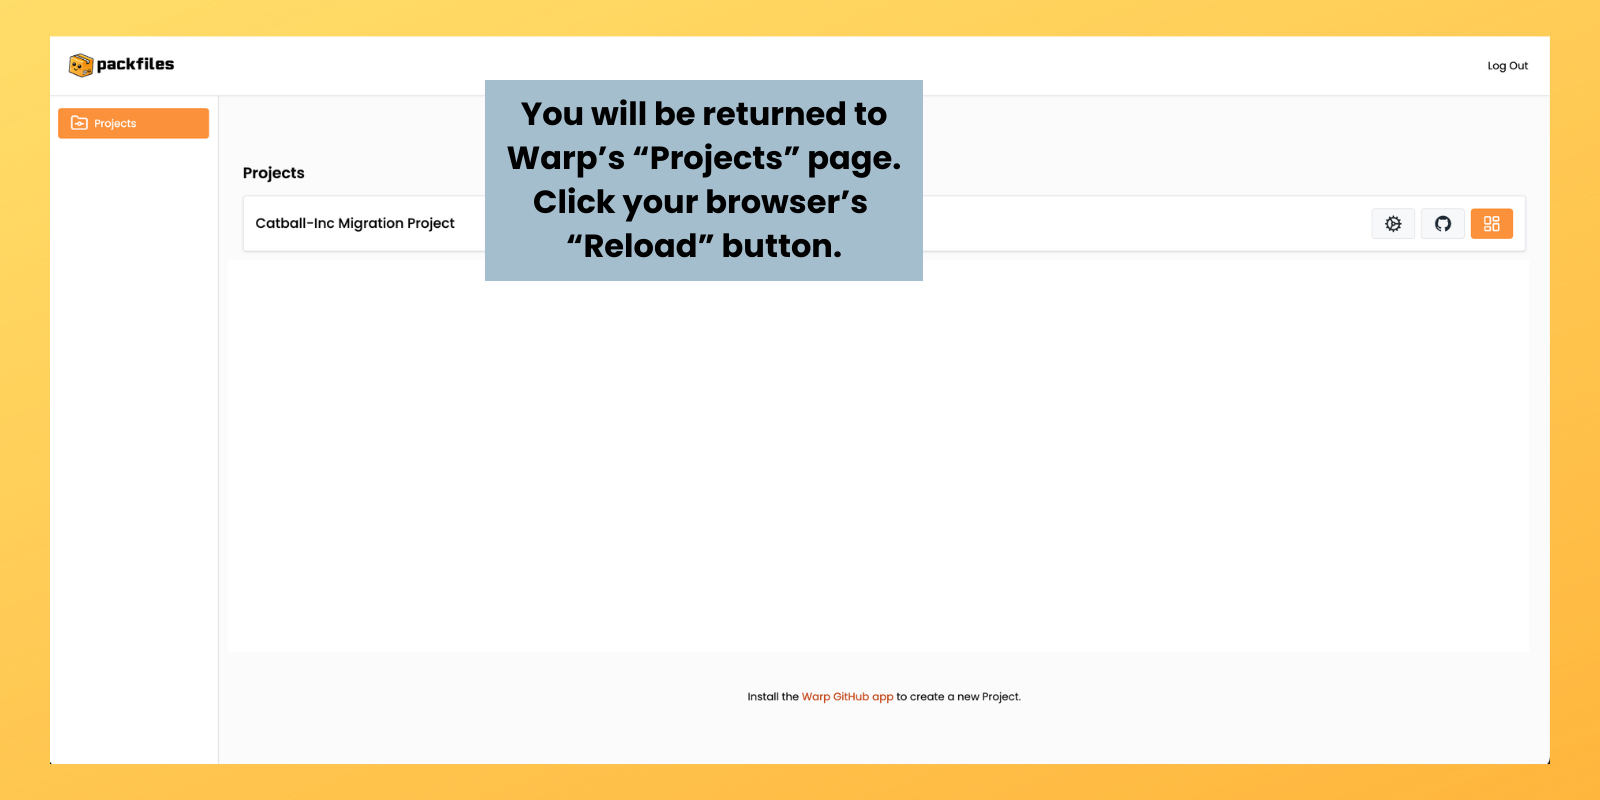 packfiles
Log Out
Projects
You will be returned to
Warp’s “Projects” page.
Click your browser’s
“Reload” button.
Projects
Catball-Inc Migration Project
Install the Warp GitHub app to create a new Project.